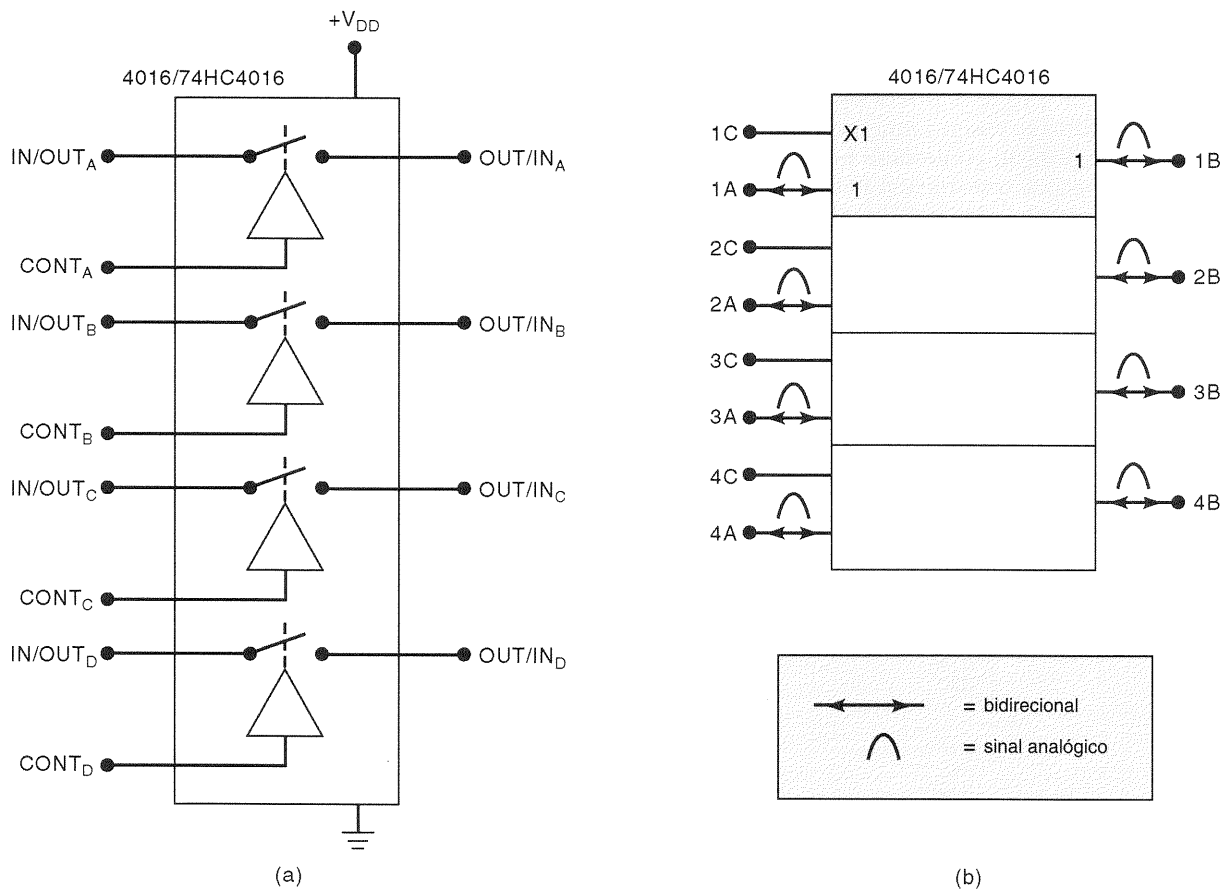 +V_DD
4016/74HC4016
IN/OUT_A
OUT/IN_A
CONT_A
IN/OUT_B
OUT/IN_B
CONT_B
IN/OUT_C
OUT/IN_C
CONT_C
IN/OUT_D
OUT/IN_D
CONT_D
(a)
4016/74HC4016
1C
X1
1
1B
1A
1
2C
2B
2A
3C
3B
3A
4C
4B
4A
= bidirecional
= sinal analógico
(b)